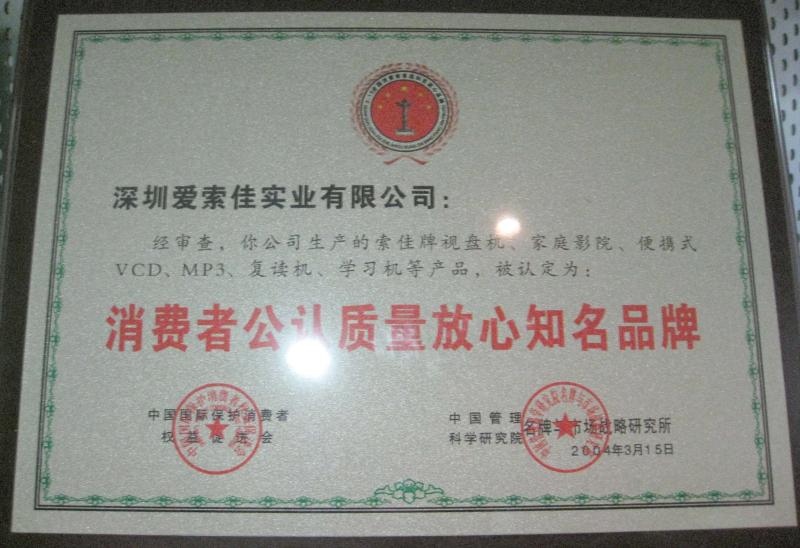 深圳爱索佳实业有限公司：
经审查，你公司生产的索佳牌视盘机、家庭影院、便携式
VCD、MP3、复读机、学习机等产品，被认定为：
消费者公认质量放心知名品牌
中国国际保护消费者
权益促进会
中国管理
科学研究院
名牌与市场战略研究所
2004年3月15日